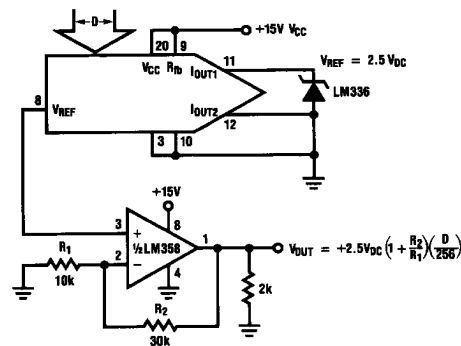 D
+15V VCC
20 9
11
VCC Rfb
IOUT1
VREF = 2.5 VDC
8
VREF
LM336
IOUT2
12
3 10
+15V
8
3
+
½LM358
1
VOUT = +2.5VDC (1 + R2/R1)(D/256)
R1
2
−
4
10k
2k
R2
30k